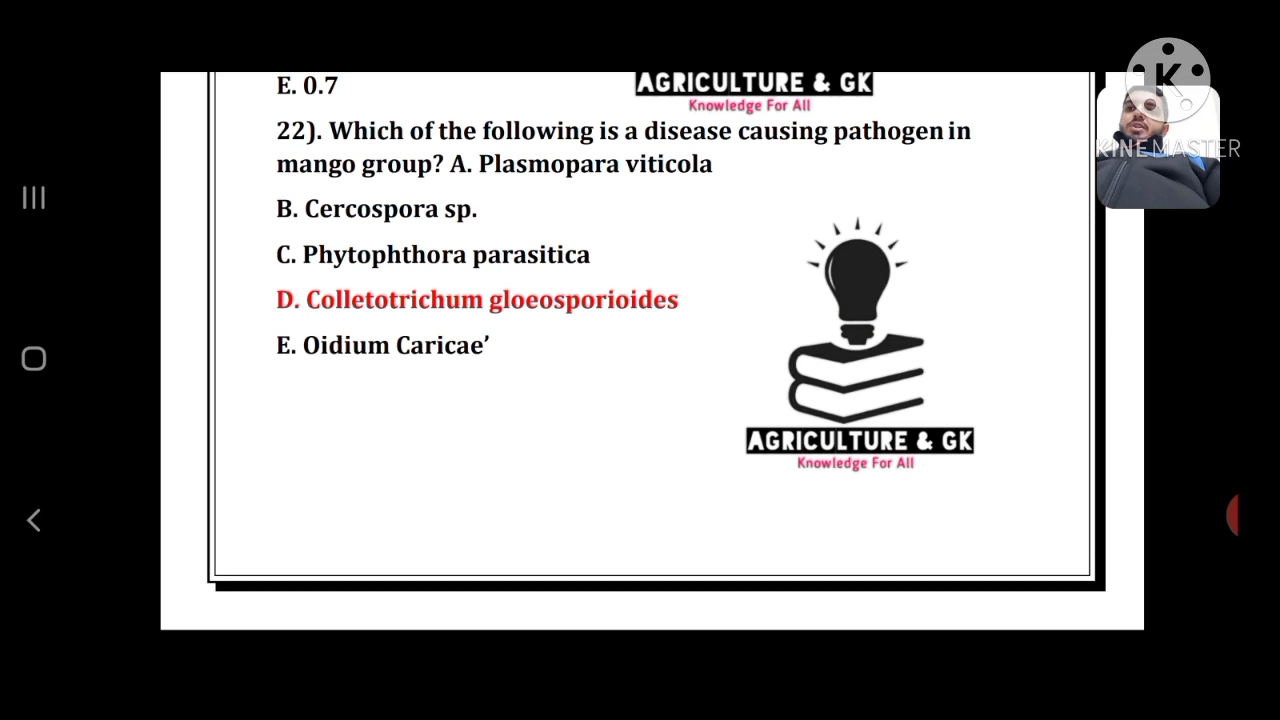 E. 0.7
AGRICULTURE & GK
Knowledge For All
K
KINEMASTER
22). Which of the following is a disease causing pathogen in
mango group? A. Plasmopara viticola
B. Cercospora sp.
C. Phytophthora parasitica
D. Colletotrichum gloeosporioides
E. Oidium Caricae’
AGRICULTURE & GK
Knowledge For All